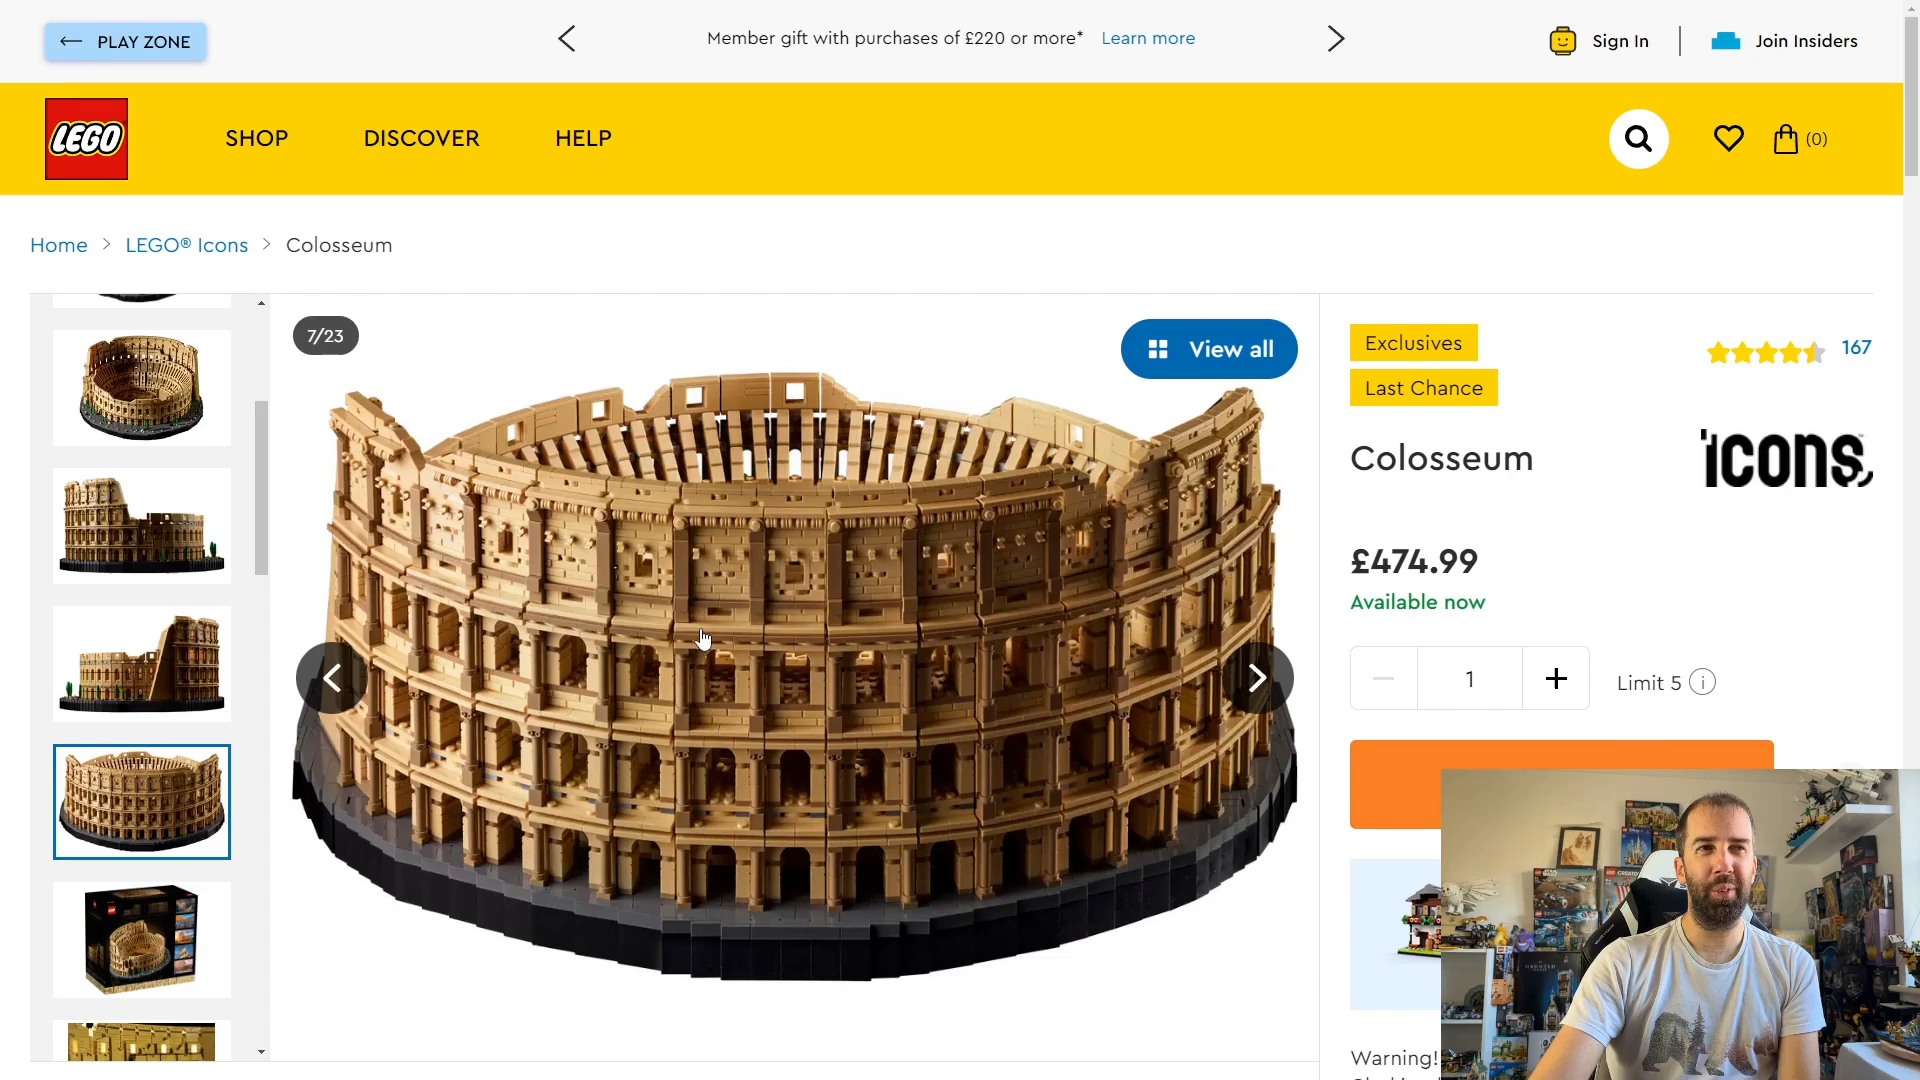 PLAY ZONE
Member gift with purchases of £220 or more* Learn more
Sign In
Join Insiders
LEGO
SHOP
DISCOVER
HELP
(0)
Home > LEGO® Icons > Colosseum
7/23
View all
Exclusives
167
Last Chance
Colosseum
icons
£474.99
Available now
1
Limit 5
Warning!